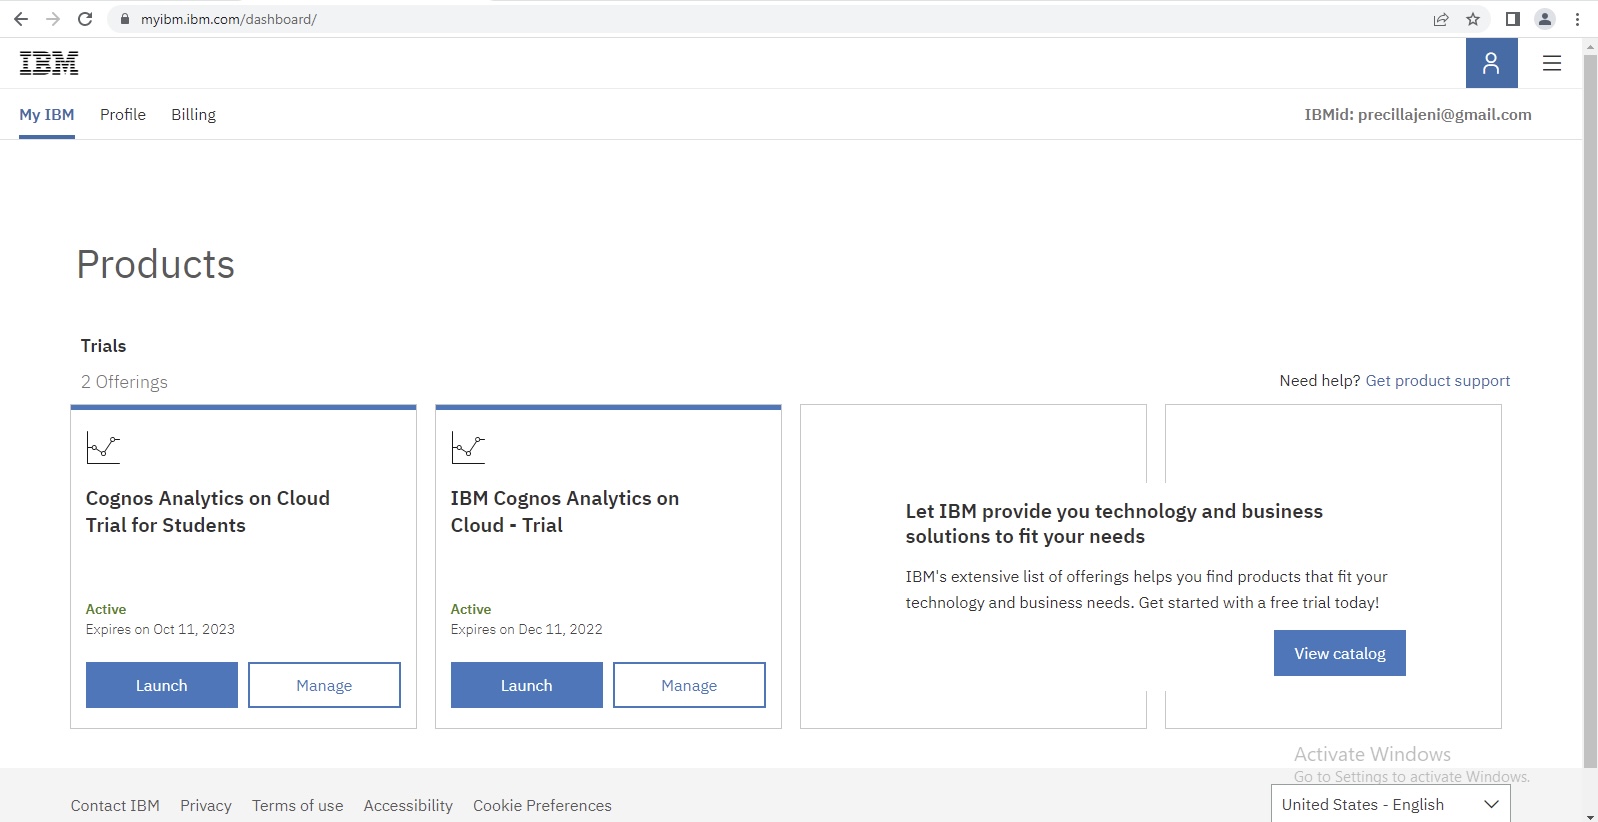 myibm.ibm.com/dashboard/
IBM
My IBM Profile Billing IBMid: precillajeni@gmail.com
Products
Trials
2 Offerings
Need help? Get product support
Cognos Analytics on Cloud
Trial for Students
Active
Expires on Oct 11, 2023
Launch Manage
IBM Cognos Analytics on
Cloud - Trial
Active
Expires on Dec 11, 2022
Launch Manage
Let IBM provide you technology and business
solutions to fit your needs
IBM's extensive list of offerings helps you find products that fit your
technology and business needs. Get started with a free trial today!
View catalog
Activate Windows
Go to Settings to activate Windows.
Contact IBM Privacy Terms of use Accessibility Cookie Preferences
United States - English